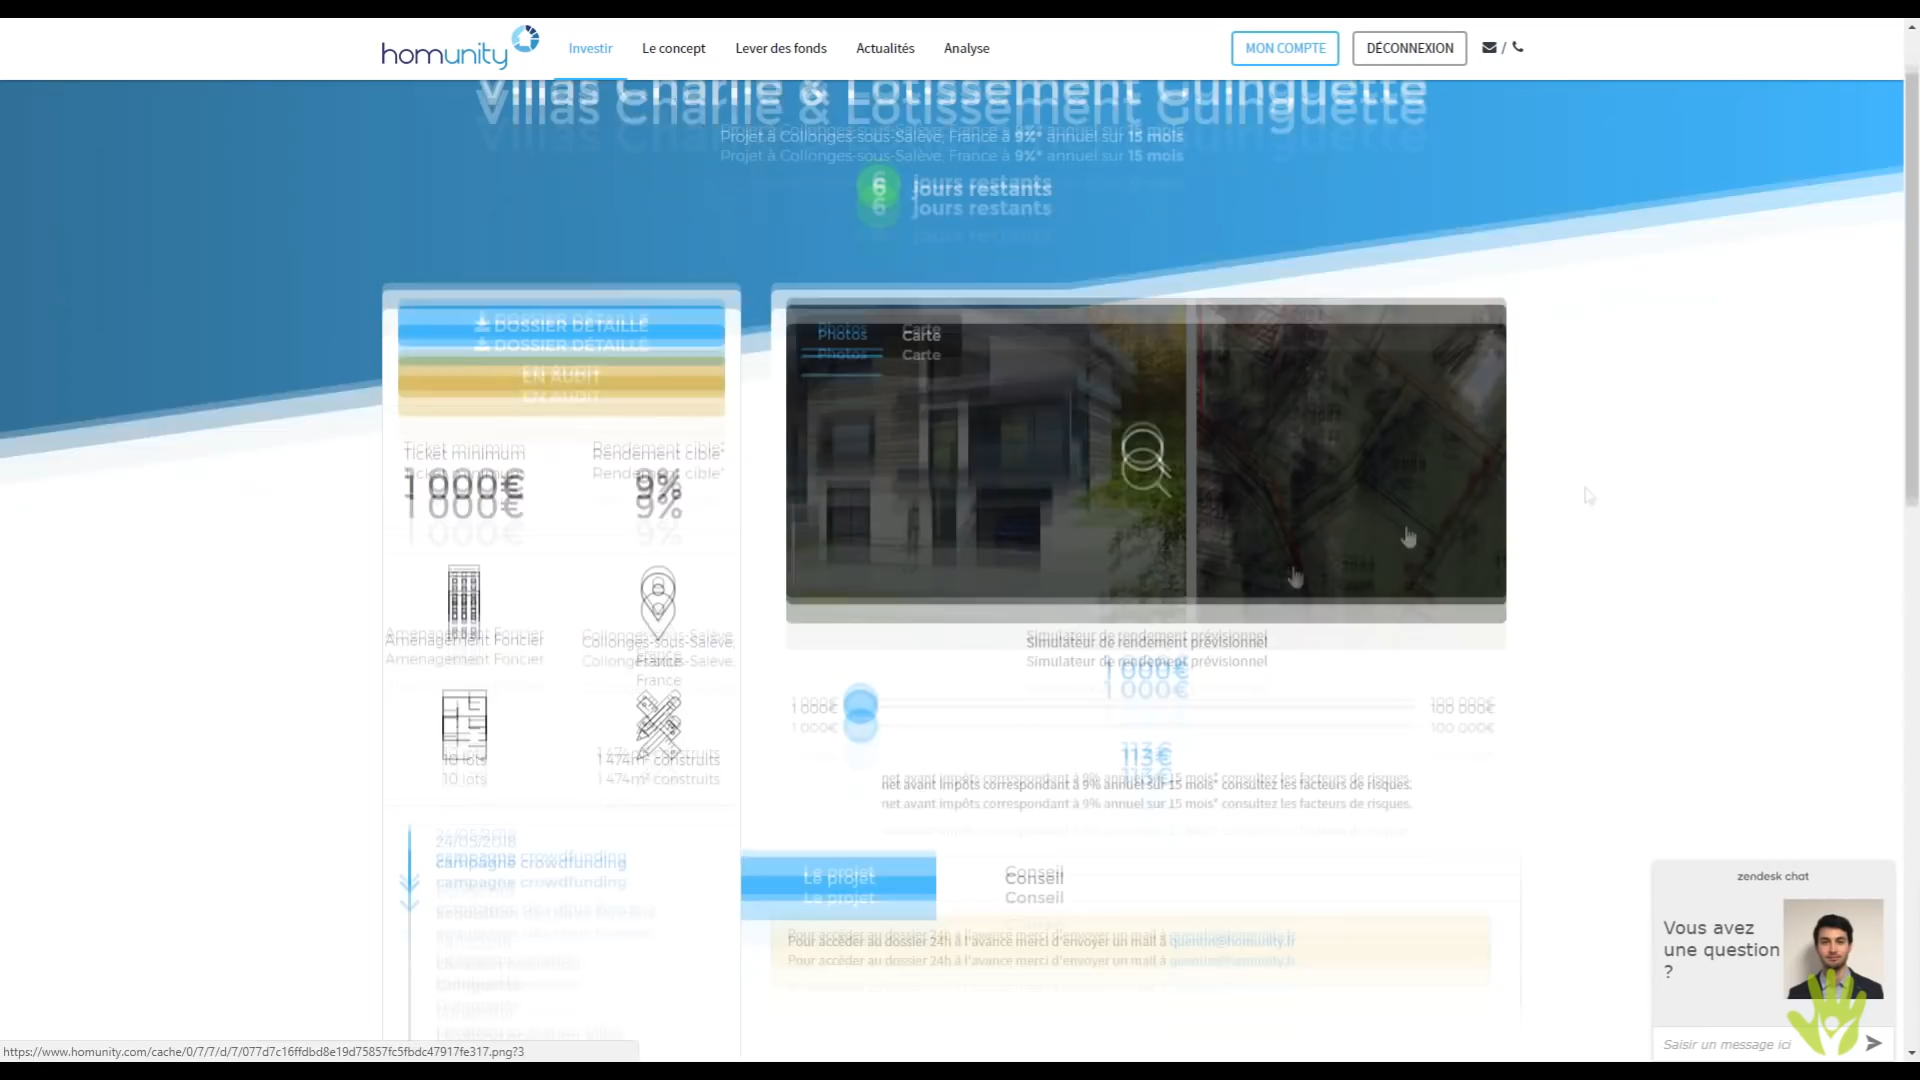 homunity
Investir
Le concept
Lever des fonds
Actualités
Analyse
MON COMPTE
DÉCONNEXION
/
Villas Charlie & Lotissement Guinguette
Projet à Collonges-sous-Salève, France à 9%* annuel sur 15 mois
6 jours restants
DOSSIER DÉTAILLÉ
EN AUDIT
Ticket minimum
1 000€
Rendement cible*
9%
Aménagement Foncier
Collonges-sous-Salève,
France
10 lots
1 474m² construits
24/05/2018
campagne crowdfunding
Photos
Carte
Simulateur de rendement prévisionnel
1 000€
1 000€
100 000€
113€
net avant impôts correspondant à 9% annuel sur 15 mois* consultez les facteurs de risques.
Le projet
Conseil
Pour accéder au dossier 24h à l'avance merci d'envoyer un mail à quentin@homunity.fr
zendesk chat
Vous avez
une question
?
Saisir un message ici
https://www.homunity.com/cache/0/7/7/d/7/077d7c16ffdbd8e19d75857fc5fbdc47917fe317.png?3